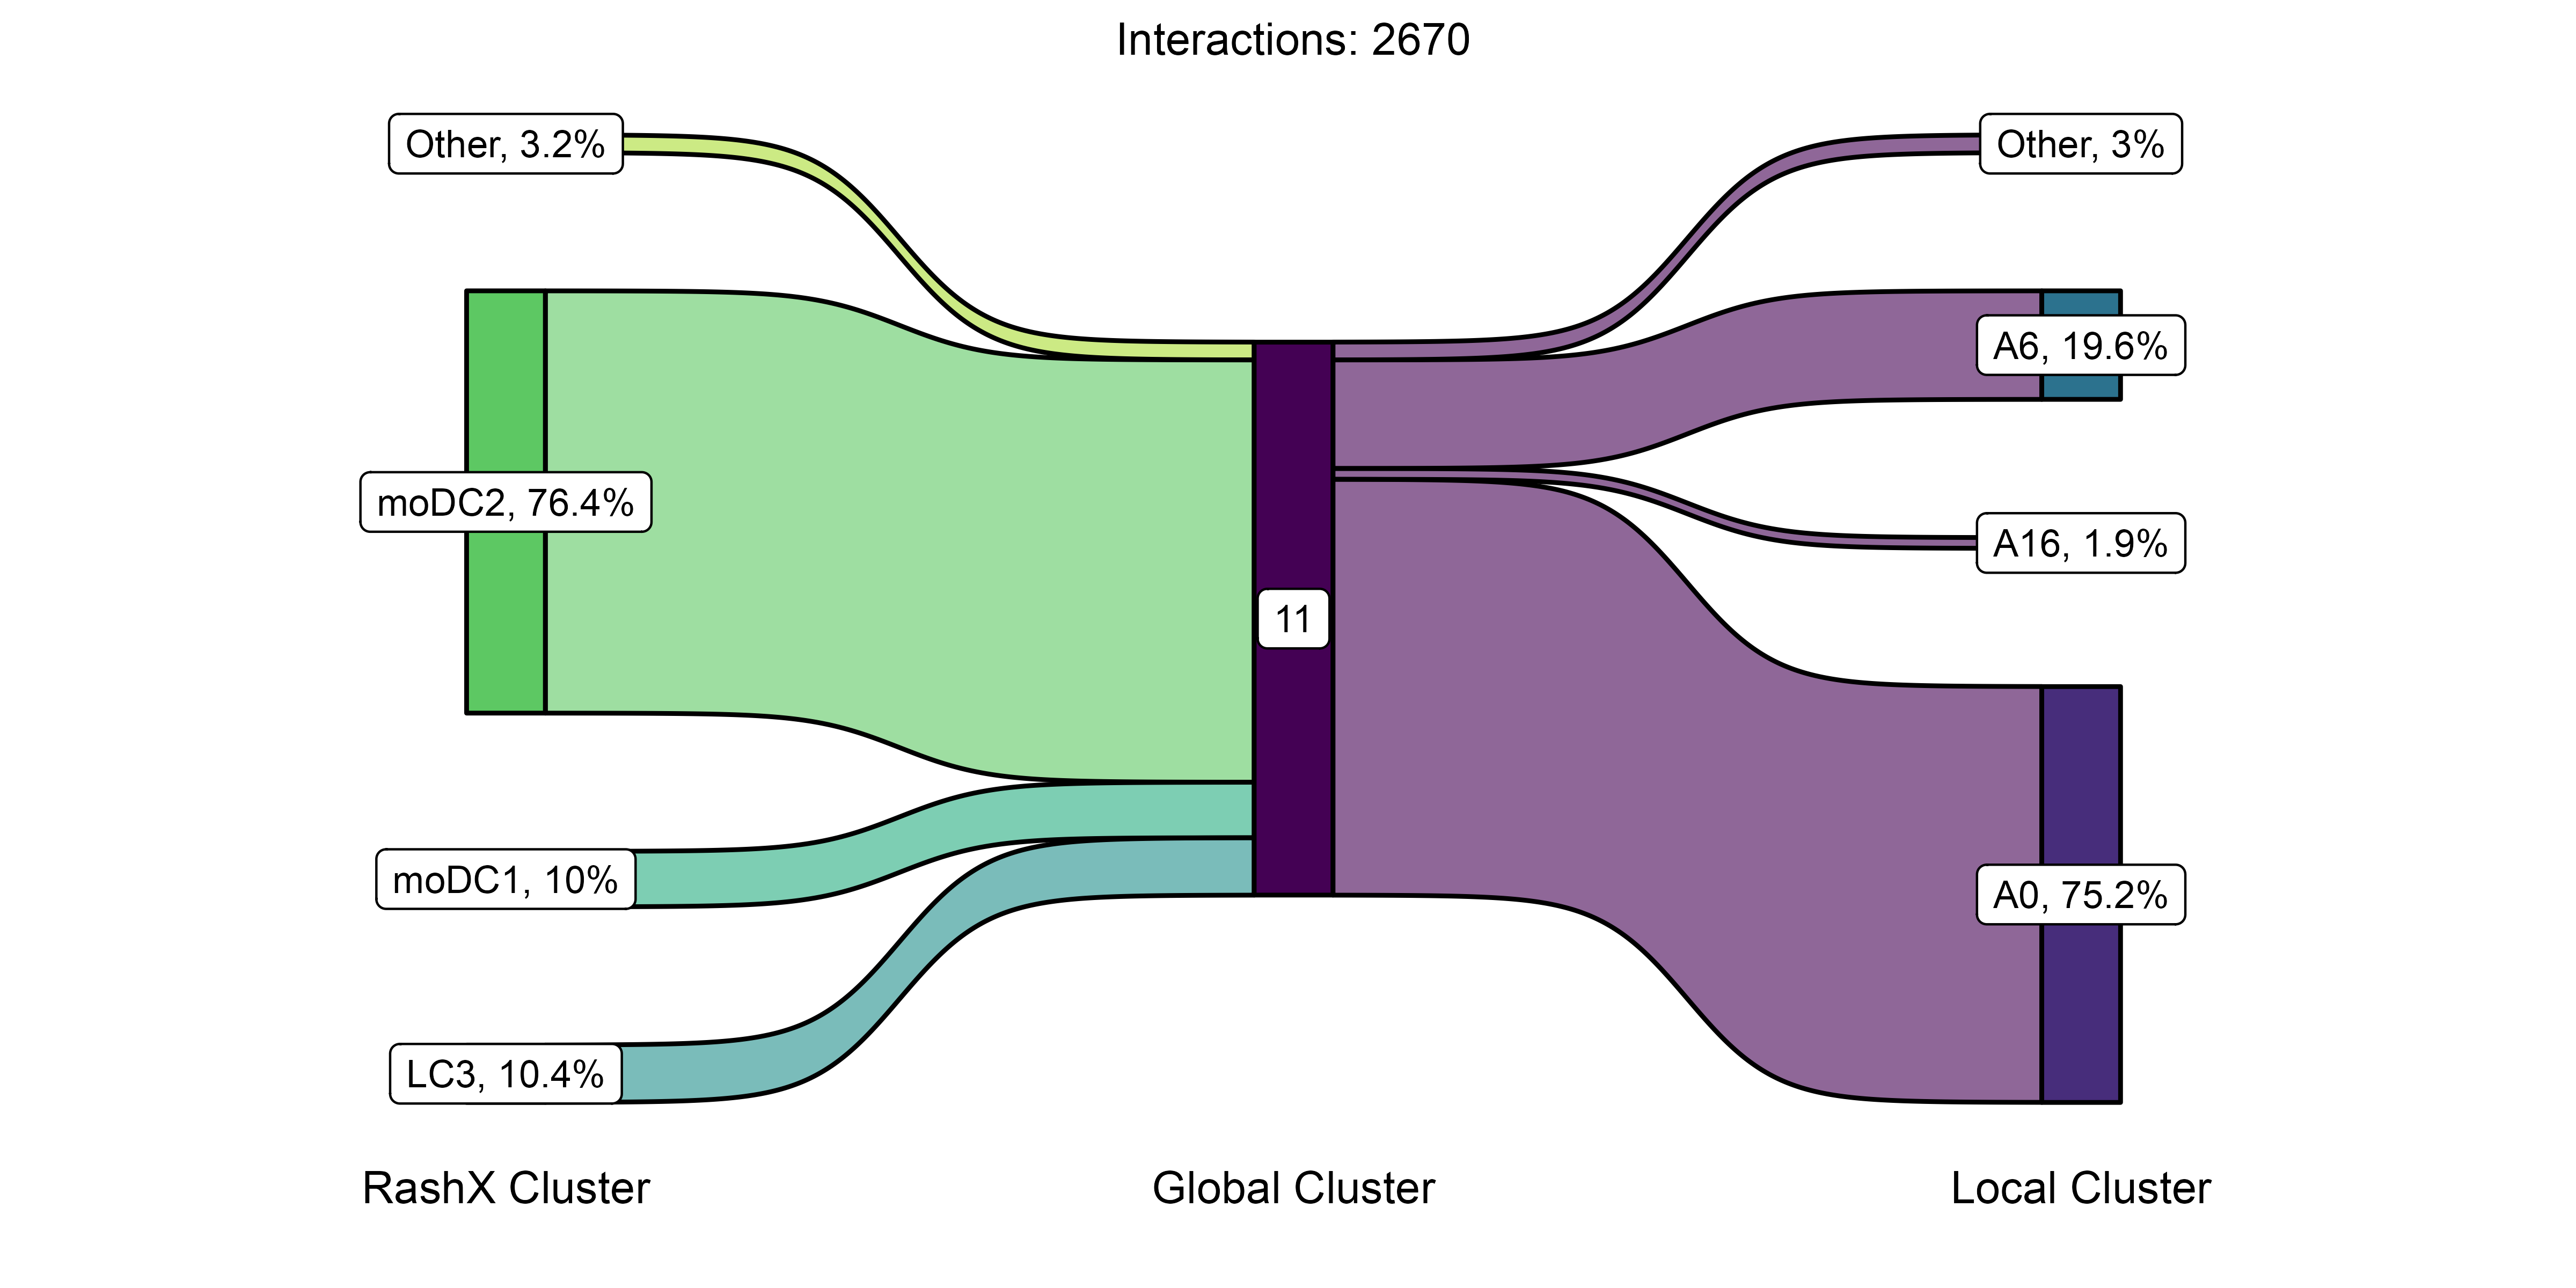 Interactions: 2670
Other, 3.2%
Other, 3%
A6, 19.6%
moDC2, 76.4%
A16, 1.9%
11
moDC1, 10%
A0, 75.2%
LC3, 10.4%
RashX Cluster
Global Cluster
Local Cluster